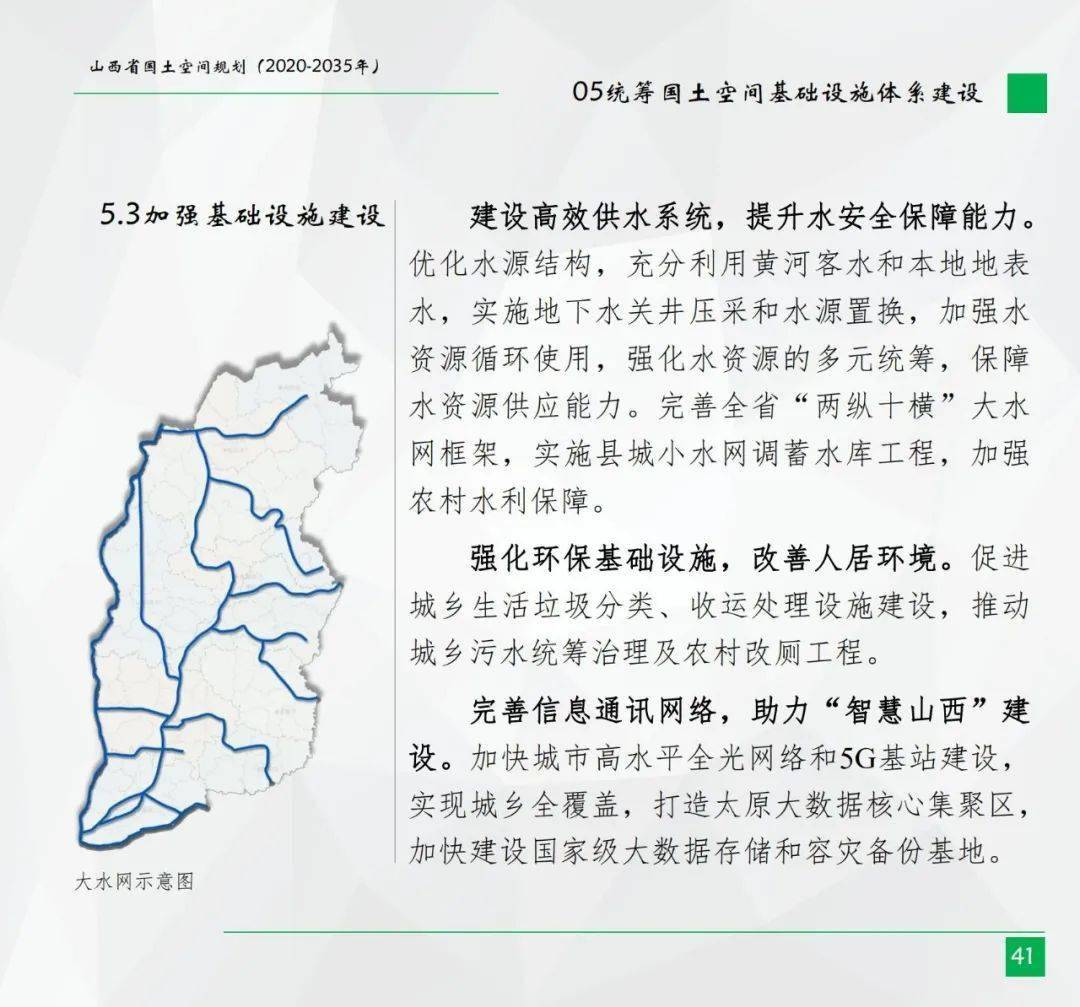 山西省国土空间规划（2020-2035年）
05统筹国土空间基础设施体系建设
5.3加强基础设施建设
建设高效供水系统，提升水安全保障能力。
优化水源结构，充分利用黄河客水和本地地表
水，实施地下水关井压采和水源置换，加强水
资源循环使用，强化水资源的多元统筹，保障
水资源供应能力。完善全省“两纵十横”大水
网框架，实施县城小水网调蓄水库工程，加强
农村水利保障。
强化环保基础设施，改善人居环境。促进
城乡生活垃圾分类、收运处理设施建设，推动
城乡污水统筹治理及农村改厕工程。
完善信息通讯网络，助力“智慧山西”建
设。加快城市高水平全光网络和5G基站建设，
实现城乡全覆盖，打造太原大数据核心集聚区，
加快建设国家级大数据存储和容灾备份基地。
大水网示意图
41